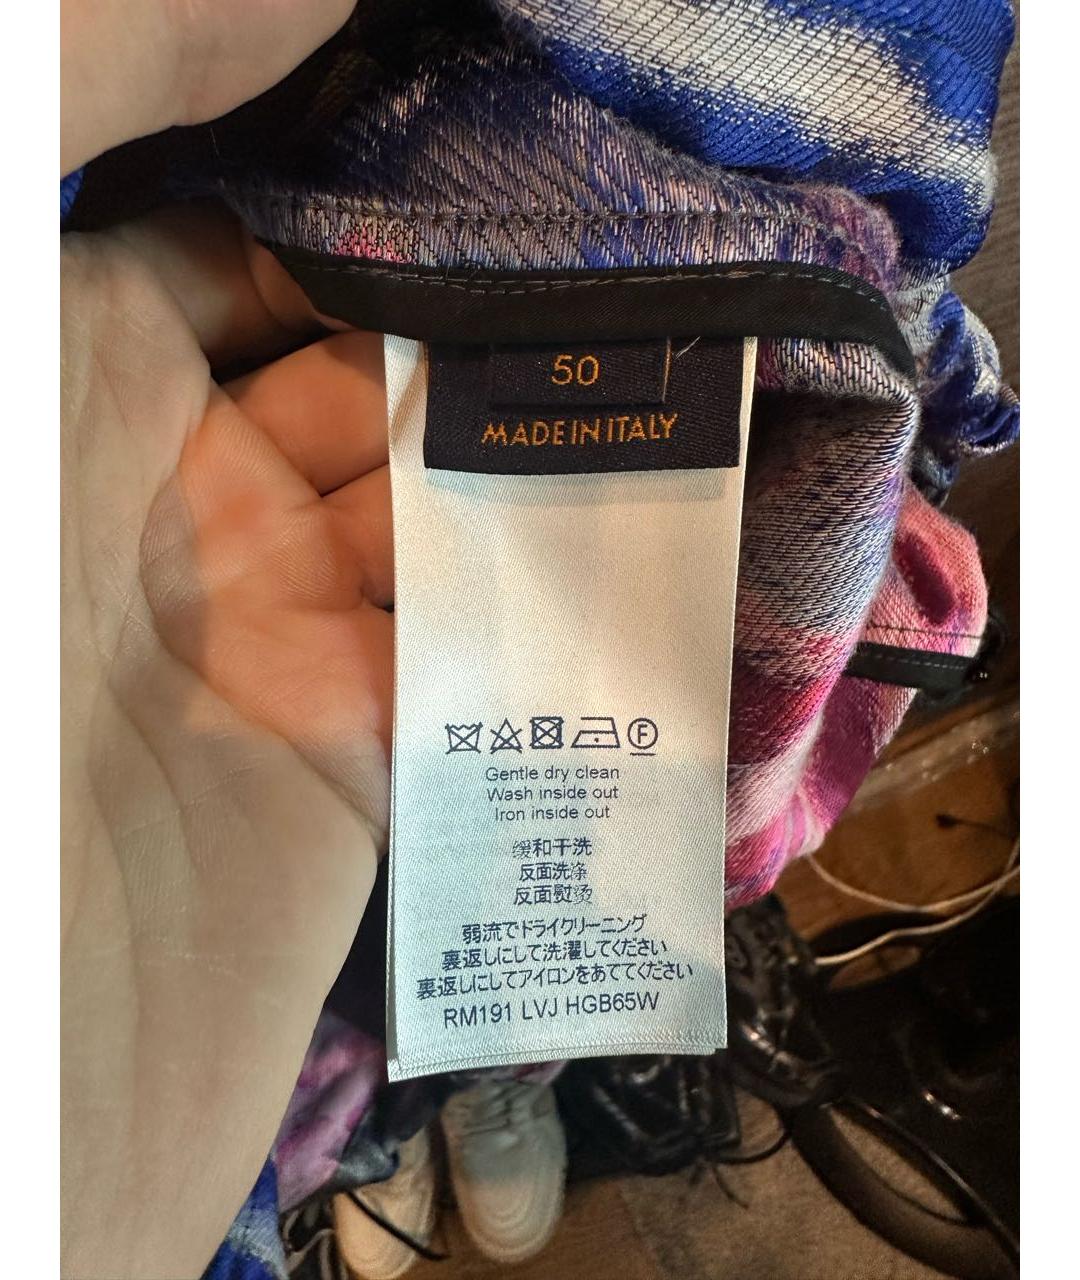 50
MADE IN ITALY
F
Gentle dry clean
Wash inside out
Iron inside out
缓和干洗
反面洗涤
反面熨烫
弱流でドライクリーニング
裏返しにして洗濯してください
裏返しにしてアイロンをあててください
RM191 LVJ HGB65W